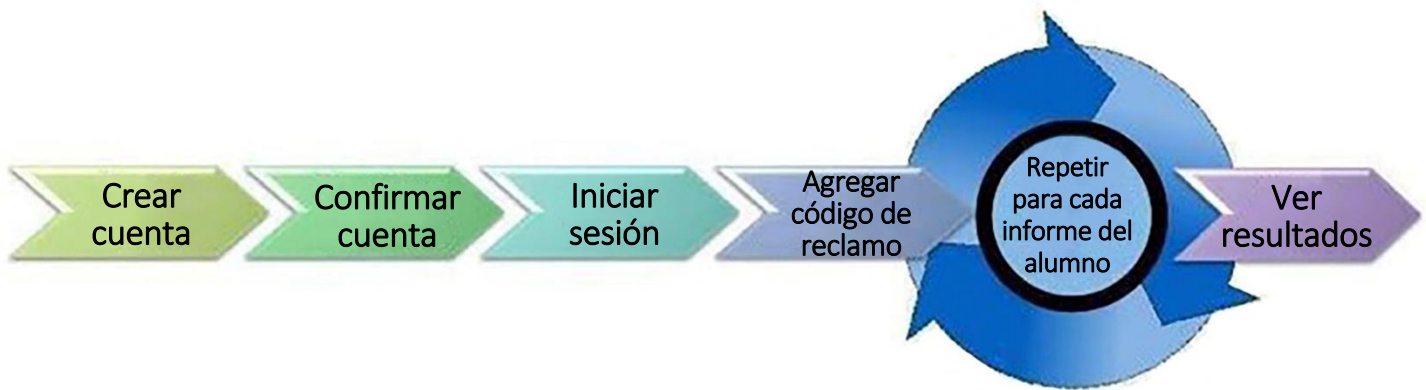 Crear
cuenta
Confirmar
cuenta
Iniciar
sesión
Agregar
código de
reclamo
Repetir
para cada
informe del
alumno
Ver
resultados